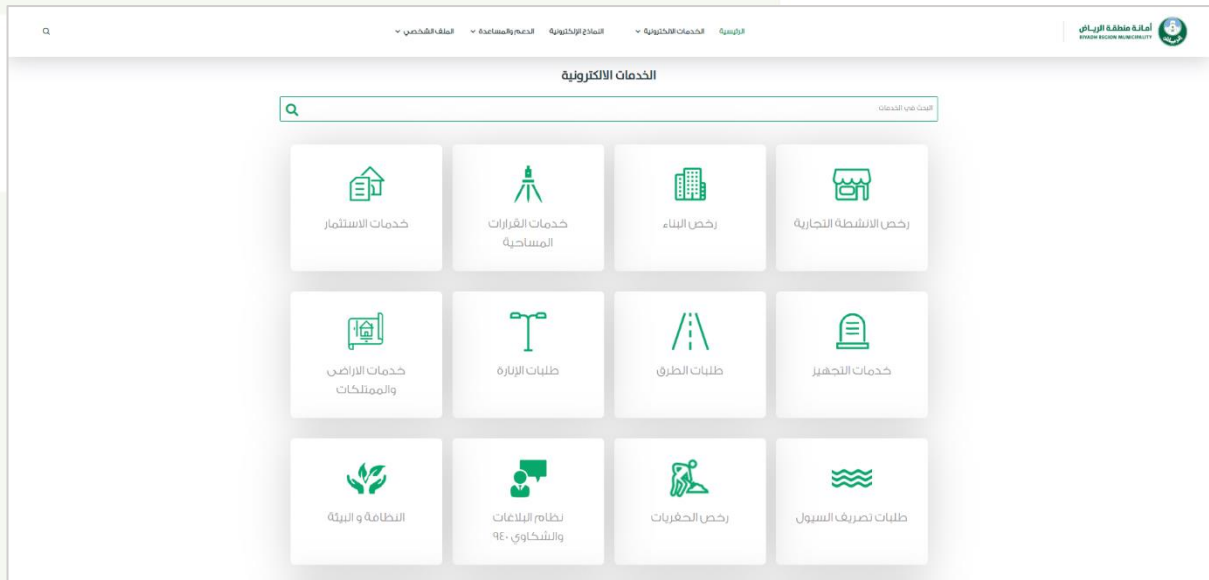 أمانة منطقة الرياض
RIYADH REGION MUNICIPALITY
الرئيسية
الخدمات الالكترونية
النماذج الإلكترونية
الدعم والمساعدة
الملف الشخصي
الخدمات الالكترونية
البحث في الخدمات
رخص الانشطة التجارية
رخص البناء
خدمات القرارات
المساحية
خدمات الاستثمار
خدمات التجهيز
طلبات الطرق
طلبات الإنارة
خدمات الاراضى
والممتلكات
طلبات تصريف السيول
رخص الحفريات
نظام البلاغات
والشكاوي ٩٤٠
النظافة و البيئة